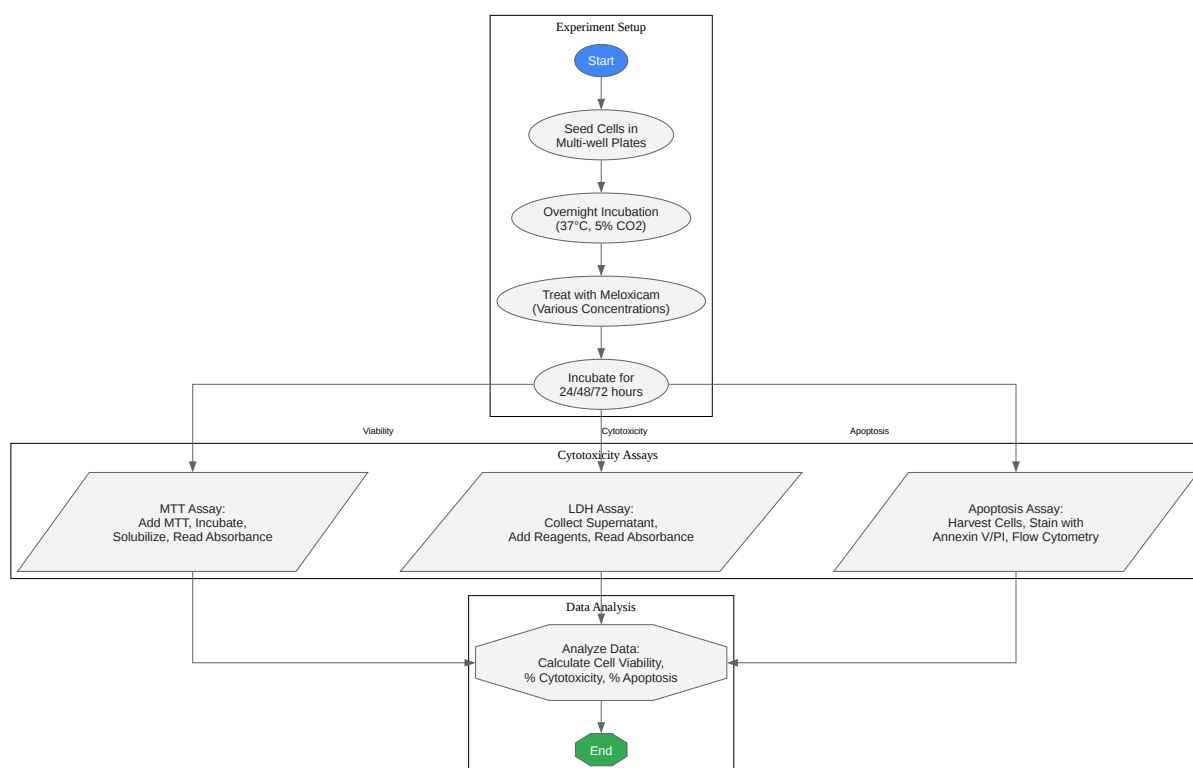 Experiment Setup
Start
Seed Cells in
Multi-well Plates
Overnight Incubation
(37°C, 5% CO2)
Treat with Meloxicam
(Various Concentrations)
Incubate for
24/48/72 hours
Viability
Cytotoxicity
Apoptosis
Cytotoxicity Assays
MTT Assay:
Add MTT, Incubate,
Solubilize, Read Absorbance
LDH Assay:
Collect Supernatant,
Add Reagents, Read Absorbance
Apoptosis Assay:
Harvest Cells, Stain with
Annexin V/PI, Flow Cytometry
Data Analysis
Analyze Data:
Calculate Cell Viability,
% Cytotoxicity, % Apoptosis
End